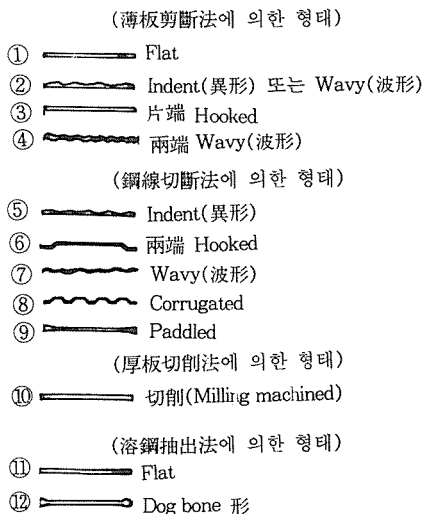 (薄板剪斷法에 의한 형태)
① Flat
② Indent(異形) 또는 Wavy(波形)
③ 片端 Hooked
④ 兩端 Wavy(波形)
(鋼線切斷法에 의한 형태)
⑤ Indent(異形)
⑥ 兩端 Hooked
⑦ Wavy(波形)
⑧ Corrugated
⑨ Paddled
(厚板切削法에 의한 형태)
⑩ 切削(Milling machined)
(溶鋼抽出法에 의한 형태)
⑪ Flat
⑫ Dog bone 形